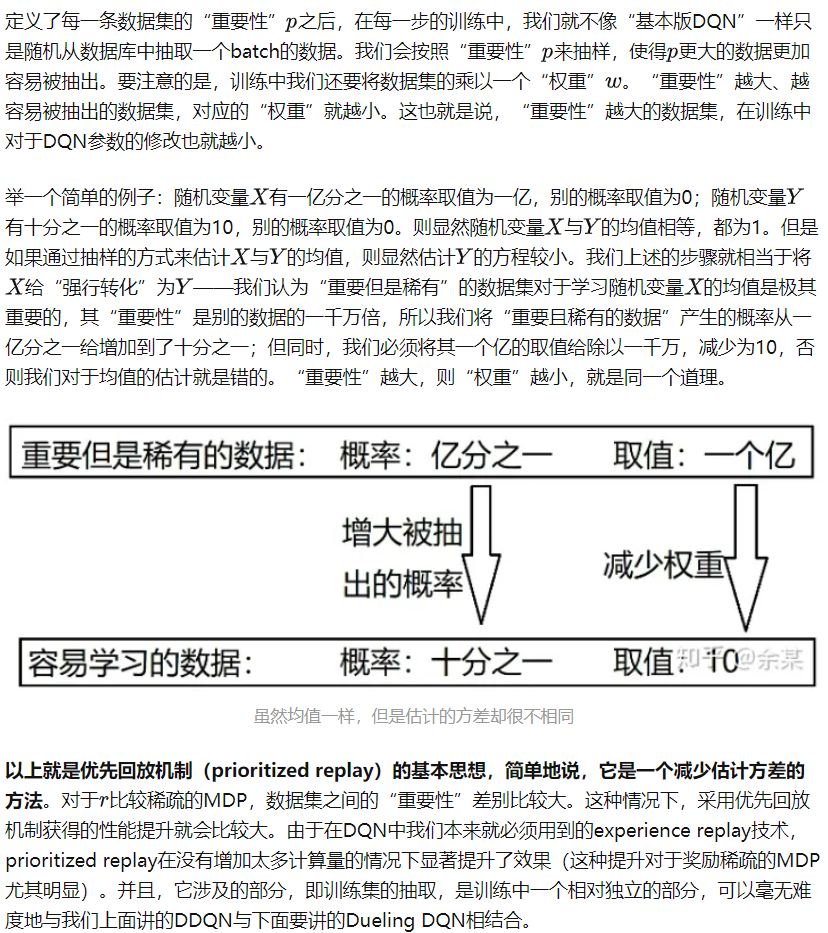 定义了每一条数据集的“重要性”p之后，在每一步的训练中，我们就不像“基本版DQN”一样只
是随机从数据库中抽取一个batch的数据。我们会按照“重要性”p来抽样，使得p更大的数据更加
容易被抽出。要注意的是，训练中我们还要将数据集的乘以一个“权重”w。“重要性”越大、越
容易被抽出的数据集，对应的“权重”就越小。这也就是说，“重要性”越大的数据集，在训练中
对于DQN参数的修改也就越小。
举一个简单的例子：随机变量X有一亿分之一的概率取值为一亿，别的概率取值为0；随机变量Y
有十分之一的概率取值为10，别的概率取值为0。则显然随机变量X与Y的均值相等，都为1。但是
如果通过抽样的方式来估计X与Y的均值，则显然估计Y的方程较小。我们上述的步骤就相当于将
X给“强行转化”为Y——我们认为“重要但是稀有”的数据集对于学习随机变量X的均值是极其
重要的，其“重要性”是别的数据的一千万倍，所以我们将“重要且稀有的数据”产生的概率从一
亿分之一给增加到了十分之一；但同时，我们必须将其一个亿的取值给除以一千万，减少为10，否
则我们对于均值的估计就是错的。“重要性”越大，则“权重”越小，就是同一个道理。
重要但是稀有的数据： 概率：亿分之一 取值：一个亿
增大被抽
出的概率
减少权重
容易学习的数据： 概率：十分之一 取值：10
知乎 @余某
虽然均值一样，但是估计的方差却很不相同
以上就是优先回放机制（prioritized replay）的基本思想，简单地说，它是一个减少估计方差的
方法。对于r比较稀疏的MDP，数据集之间的“重要性”差别比较大。这种情况下，采用优先回放
机制获得的性能提升就会比较大。由于在DQN中我们本来就必须用到的experience replay技术，
prioritized replay在没有增加太多计算量的情况下显著提升了效果（这种提升对于奖励稀疏的MDP
尤其明显）。并且，它涉及的部分，即训练集的抽取，是训练中一个相对独立的部分，可以毫无难
度地与我们上面讲的DDQN与下面要讲的Dueling DQN相结合。